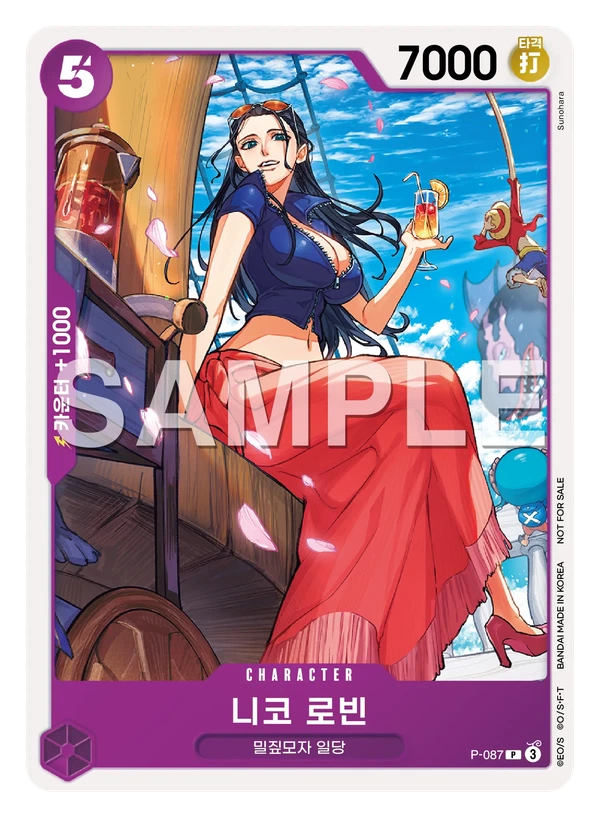 5
7000
타격
打
Sunohara
⚡카운터 +1000
SAMPLE
CHARACTER
니코 로빈
밀짚모자 일당
P-087 P 3
©EO/S ©O/S·F·T BANDAI MADE IN KOREA NOT FOR SALE